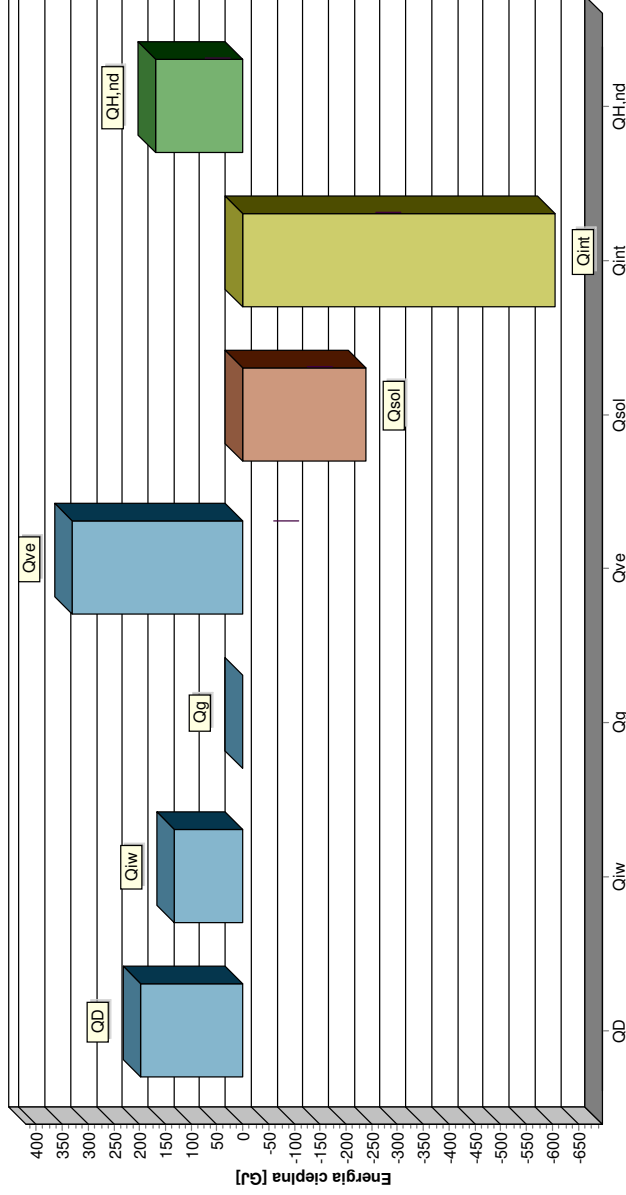 Energia cieplna [GJ]
400
350
300
250
200
150
100
50
0
-50
-100
-150
-200
-250
-300
-350
-400
-450
-500
-550
-600
-650
QD
Qiw
Qg
Qve
Qsol
Qint
QH,nd
QD
Qiw
Qg
Qve
Qsol
Qint
QH,nd